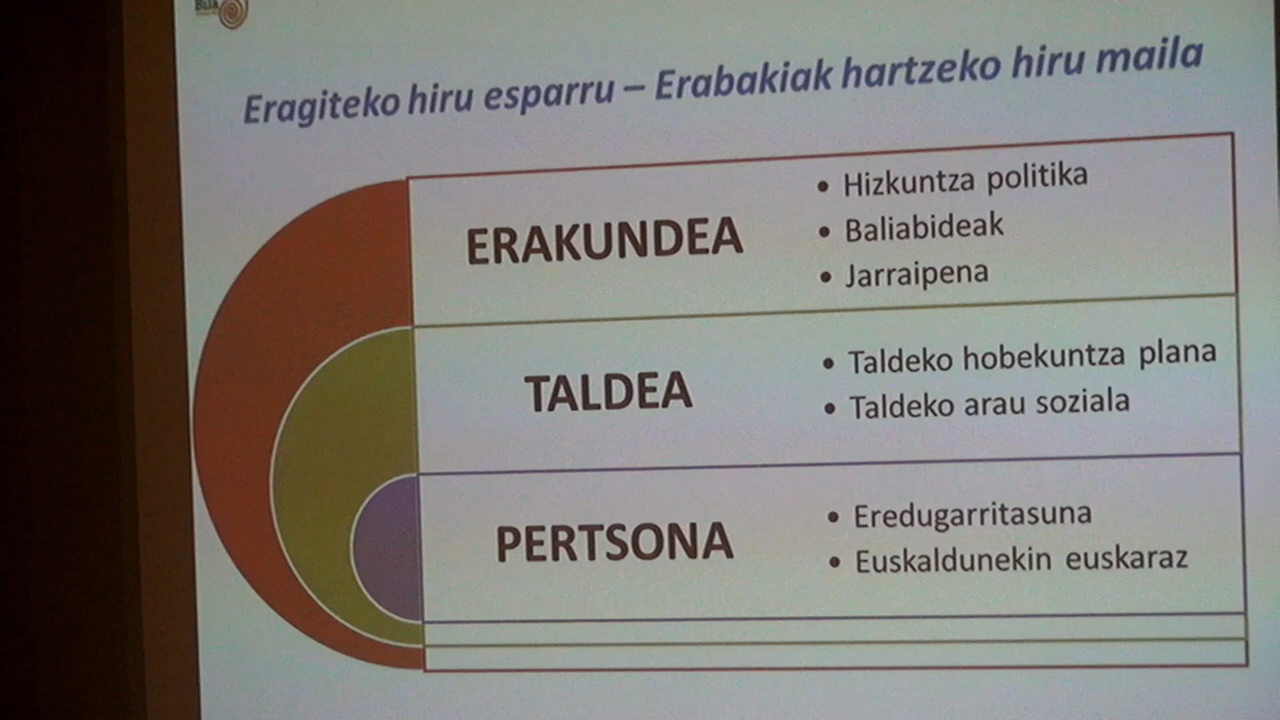 Eragiteko hiru esparru – Erabakiak hartzeko hiru maila
ERAKUNDEA
• Hizkuntza politika
• Baliabideak
• Jarraipena
TALDEA
• Taldeko hobekuntza plana
• Taldeko arau soziala
PERTSONA
• Eredugarritasuna
• Euskaldunekin euskaraz